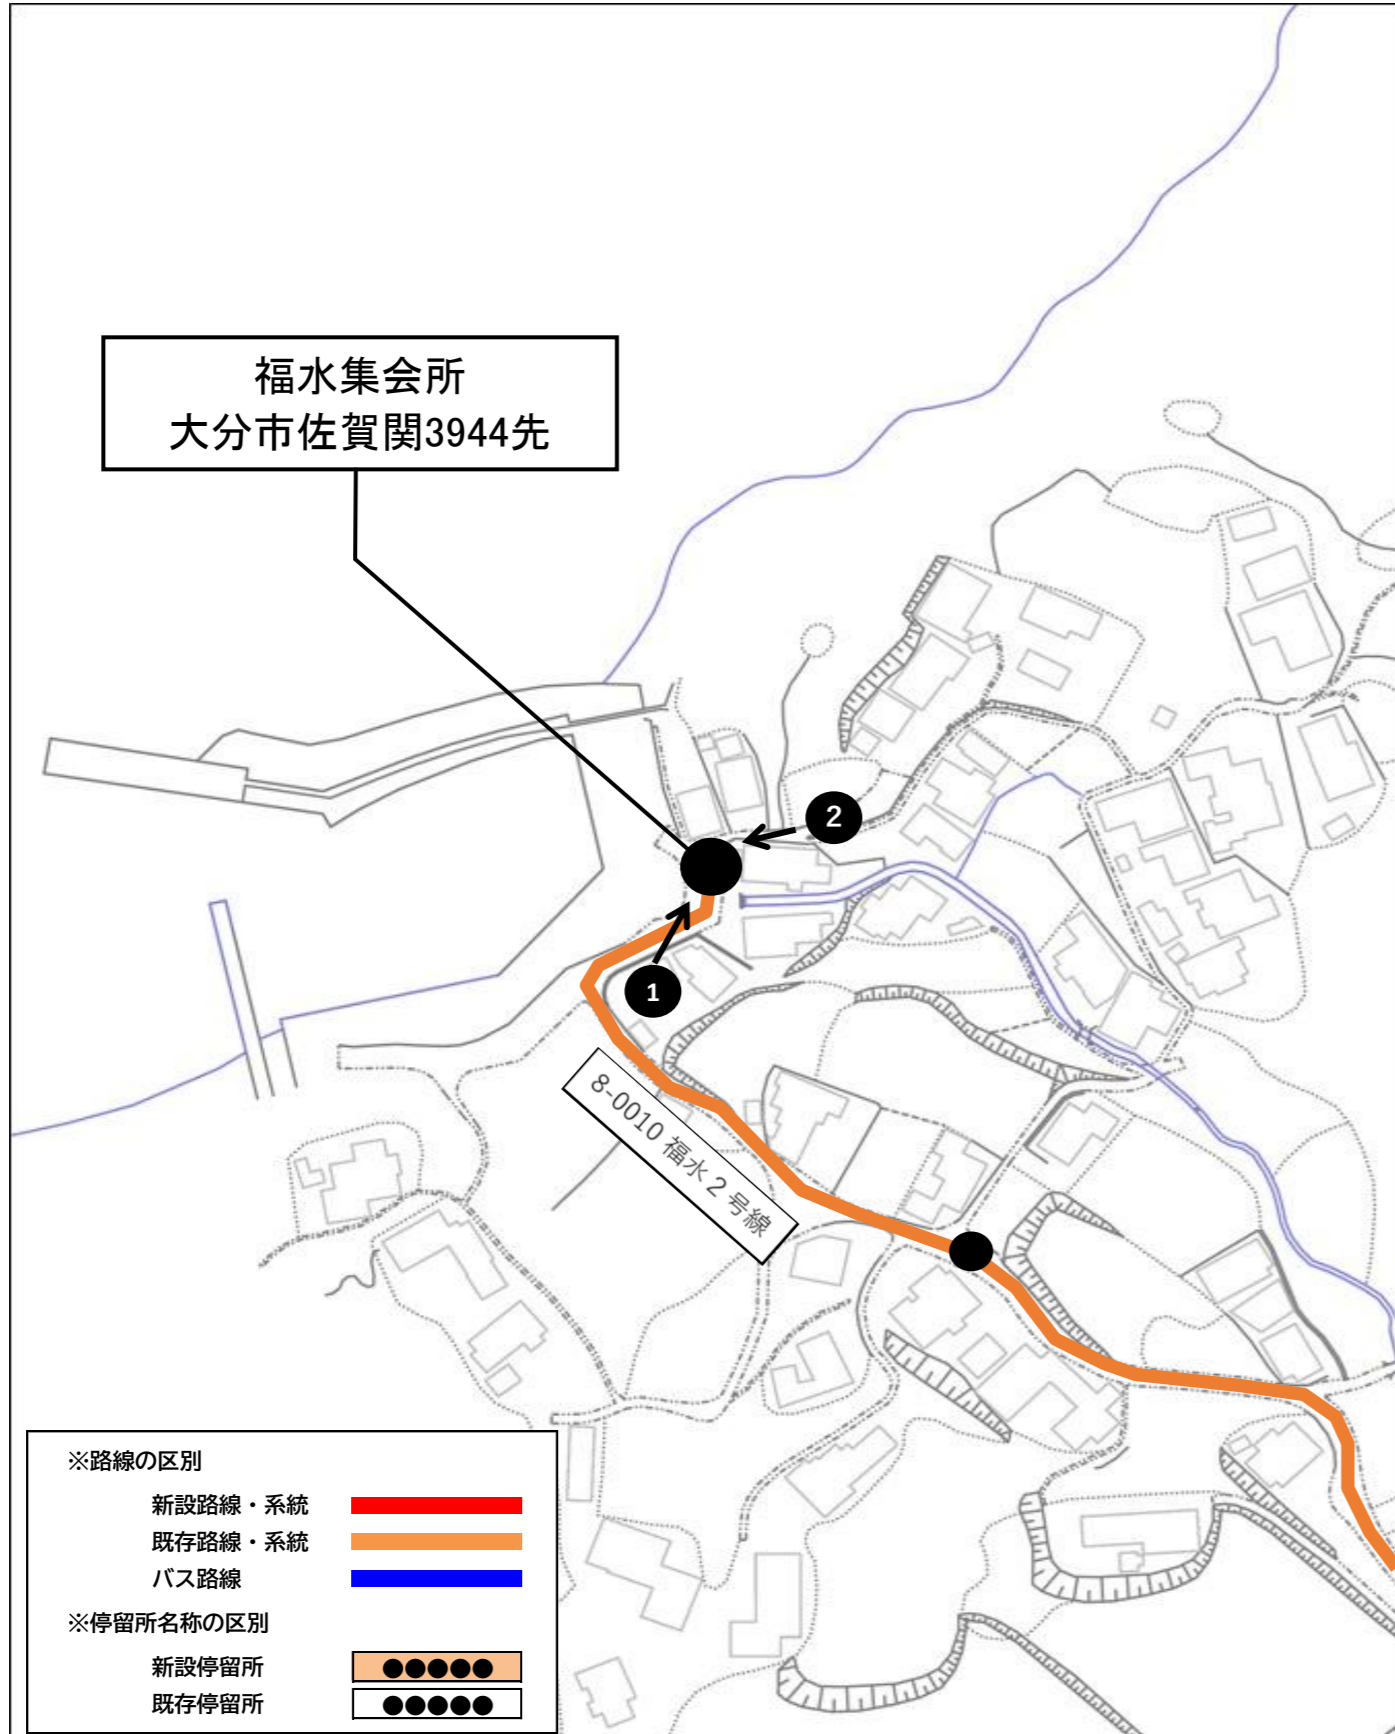 福水集会所
大分市佐賀関3944先
2
1
8-0010 福水２号線
※路線の区別
新設路線・系統
既存路線・系統
バス路線
※停留所名称の区別
新設停留所 ●●●●●
既存停留所 ●●●●●